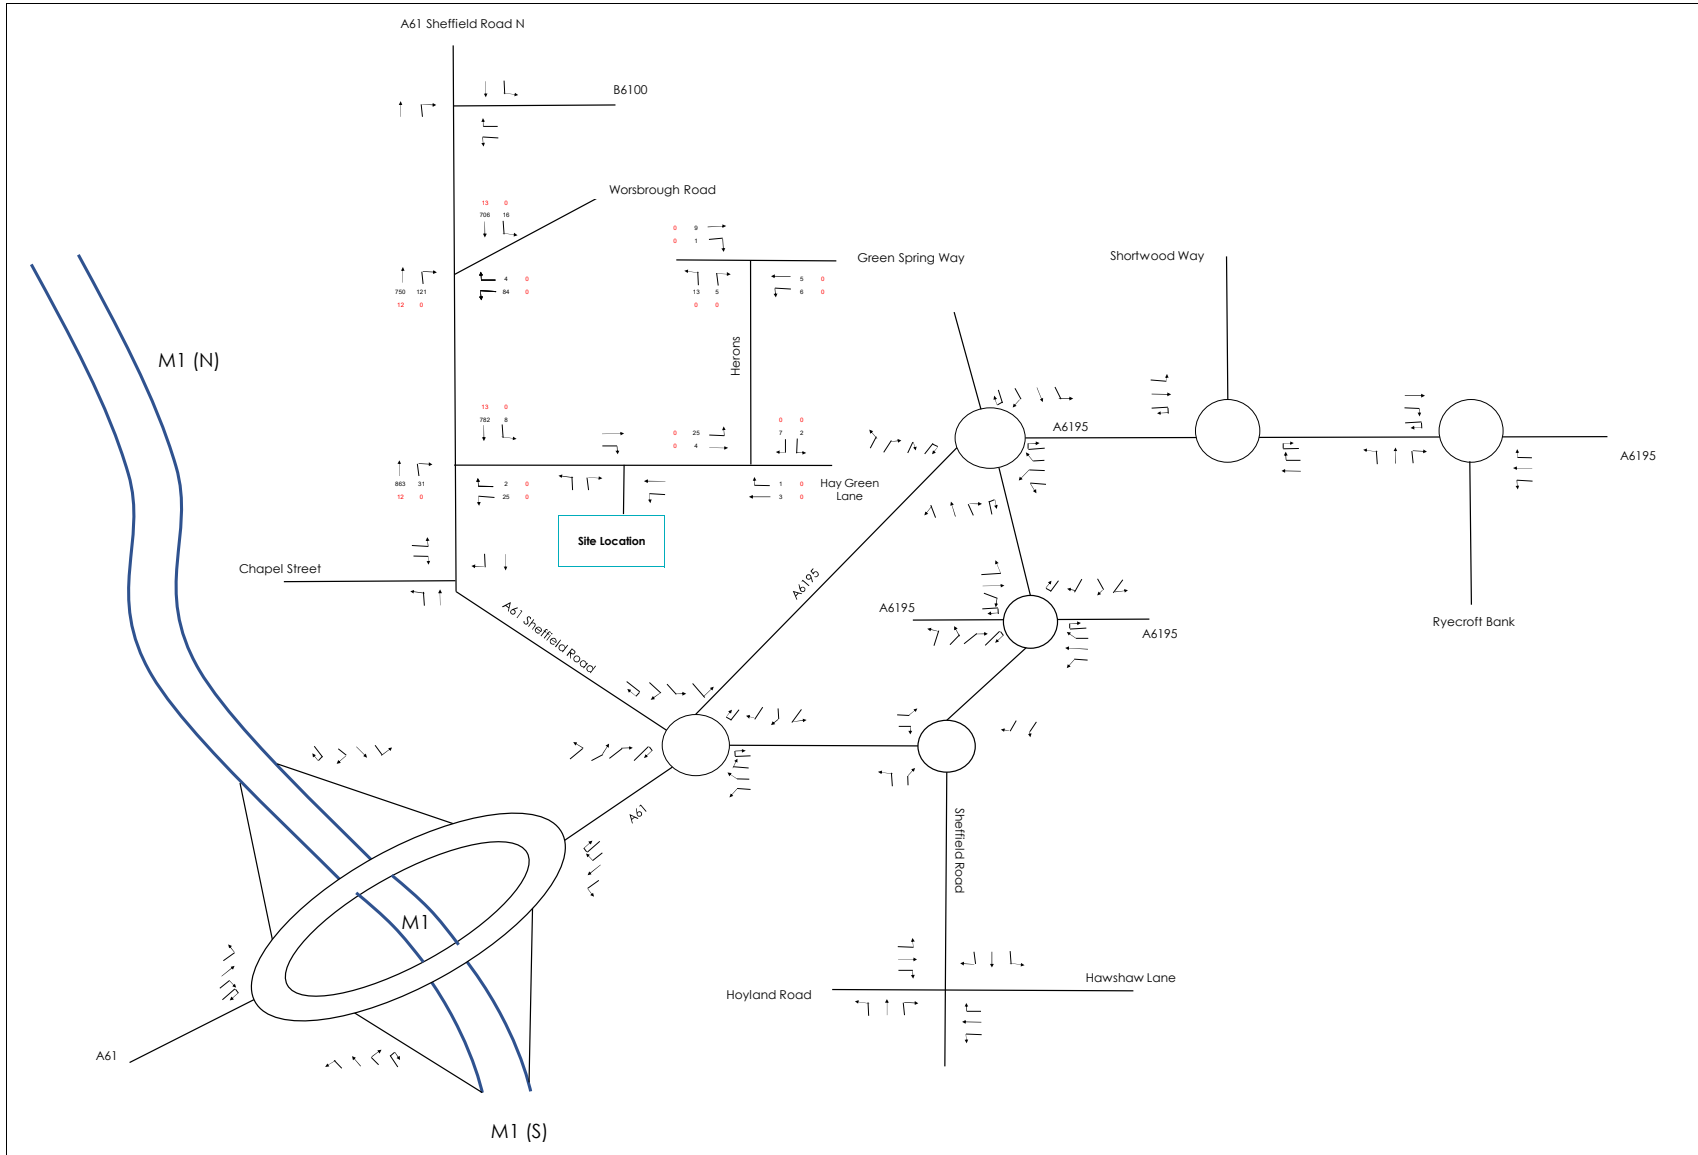 A61 Sheffield Road N
B6100
Worsbrough Road
13 0
706 16
0 9
0 1
Green Spring Way
Shortwood Way
4 0
84 0
750 121
12 0
13 5
0 0
5 0
6 0
M1 (N)
Herons
13 0
782 8
0 25
0 4
0 0
7 2
A6195
A6195
863 31
12 0
2 0
25 0
1 0
3 0
Hay Green
Lane
Site Location
Chapel Street
A6195
A61 Sheffield Road
A6195
A6195
Ryecroft Bank
A61
Sheffield Road
M1
Hoyland Road
Hawshaw Lane
A61
M1 (S)